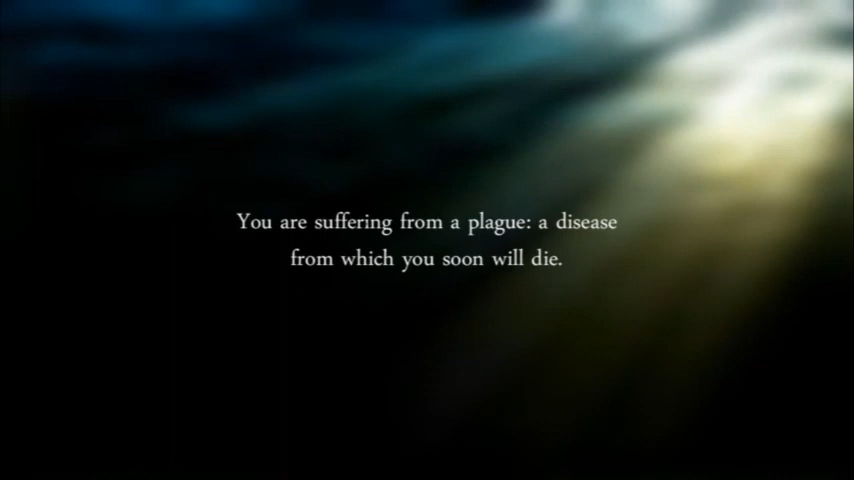 You are suffering from a plague: a disease
from which you soon will die.